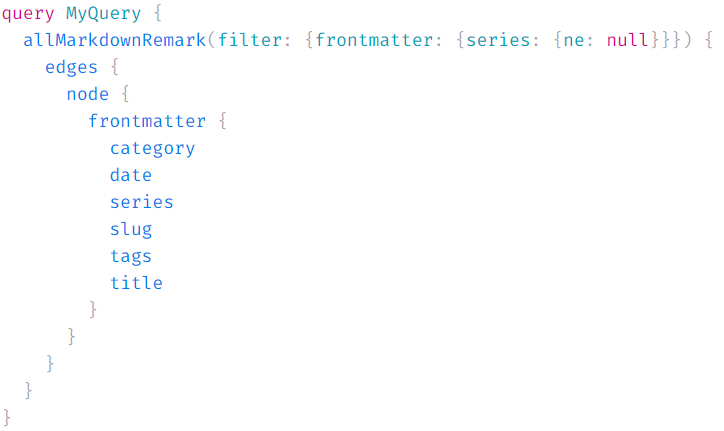 query MyQuery {
  allMarkdownRemark(filter: {frontmatter: {series: {ne: null}}}) {
    edges {
      node {
        frontmatter {
          category
          date
          series
          slug
          tags
          title
        }
      }
    }
  }
}